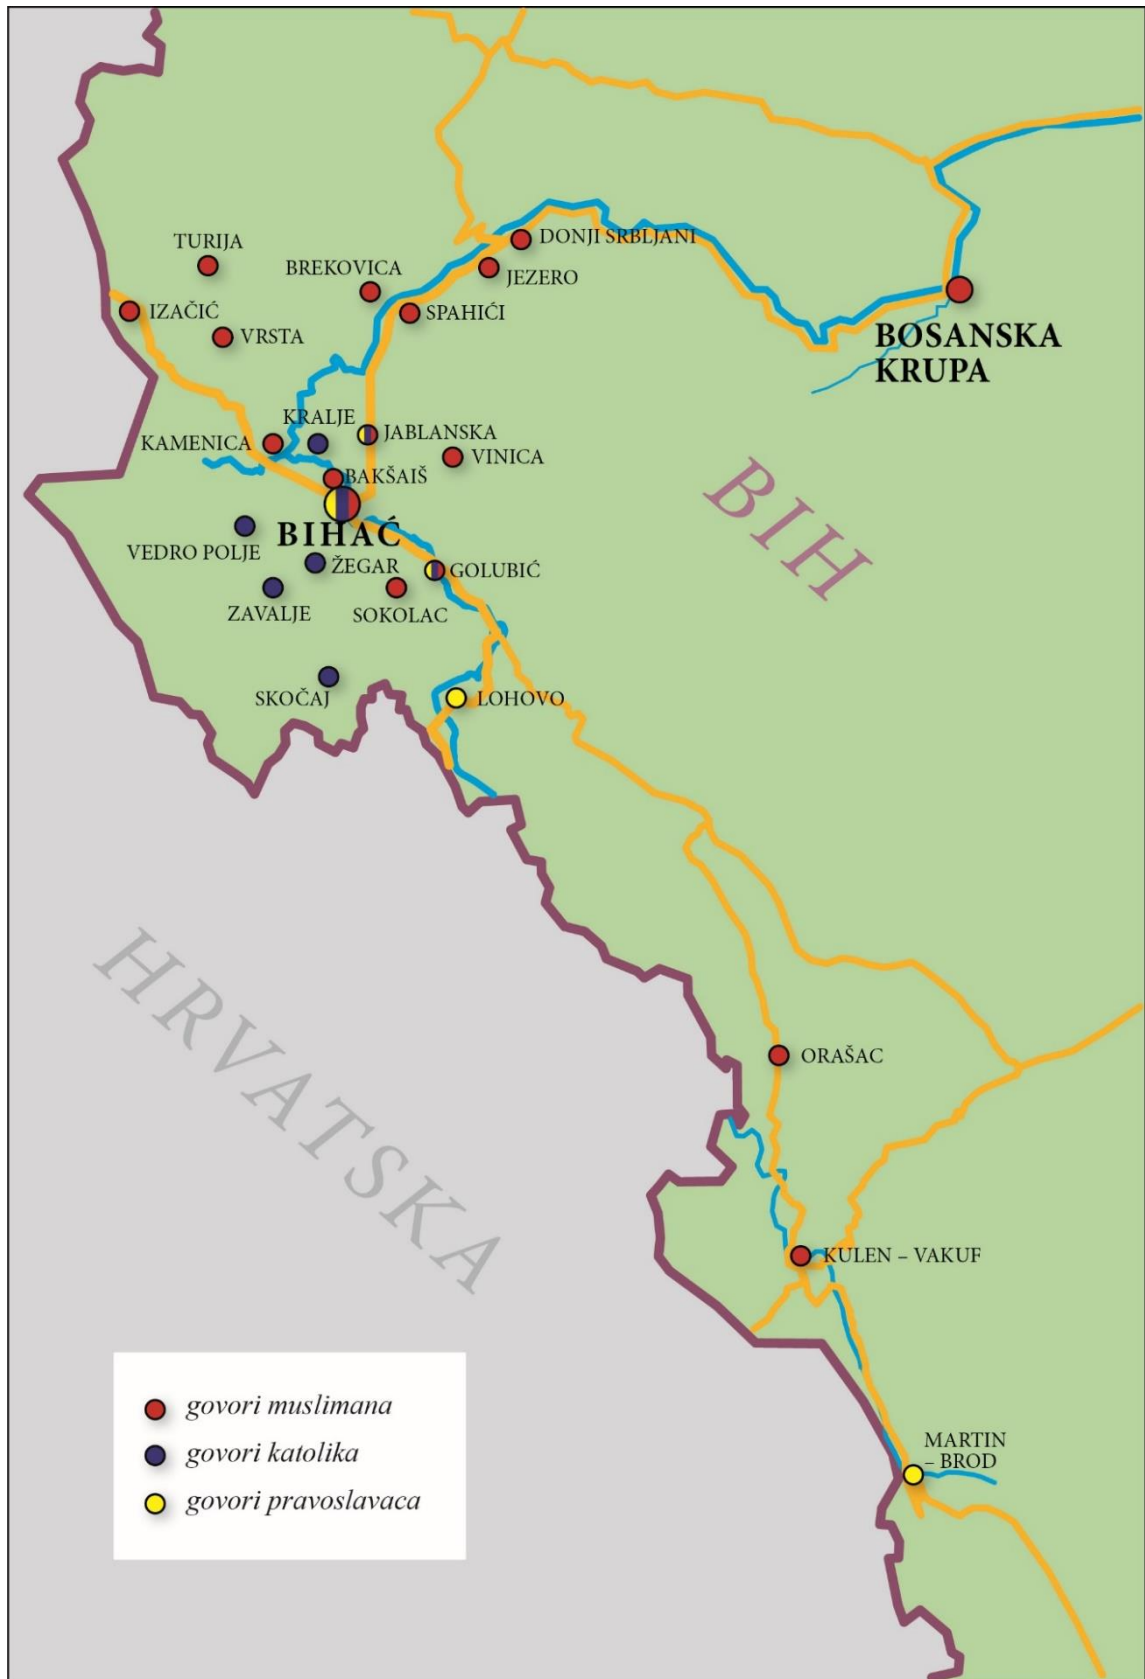 DONJI SRBLJANI
TURIJA
BREKOVICA
JEZERO
IZAČIĆ
SPAHIĆI
VRSTA
BOSANSKA
KRUPA
KRALJE
JABLANSKA
KAMENICA
VINICA
BAKŠAIŠ
BIH
BIHAĆ
VEDRO POLJE
ŽEGAR
GOLUBIĆ
ZAVALJE
SOKOLAC
SKOČAJ
LOHOVO
HRVATSKA
ORAŠAC
KULEN – VAKUF
govori muslimana
govori katolika
govori pravoslavaca
MARTIN
– BROD